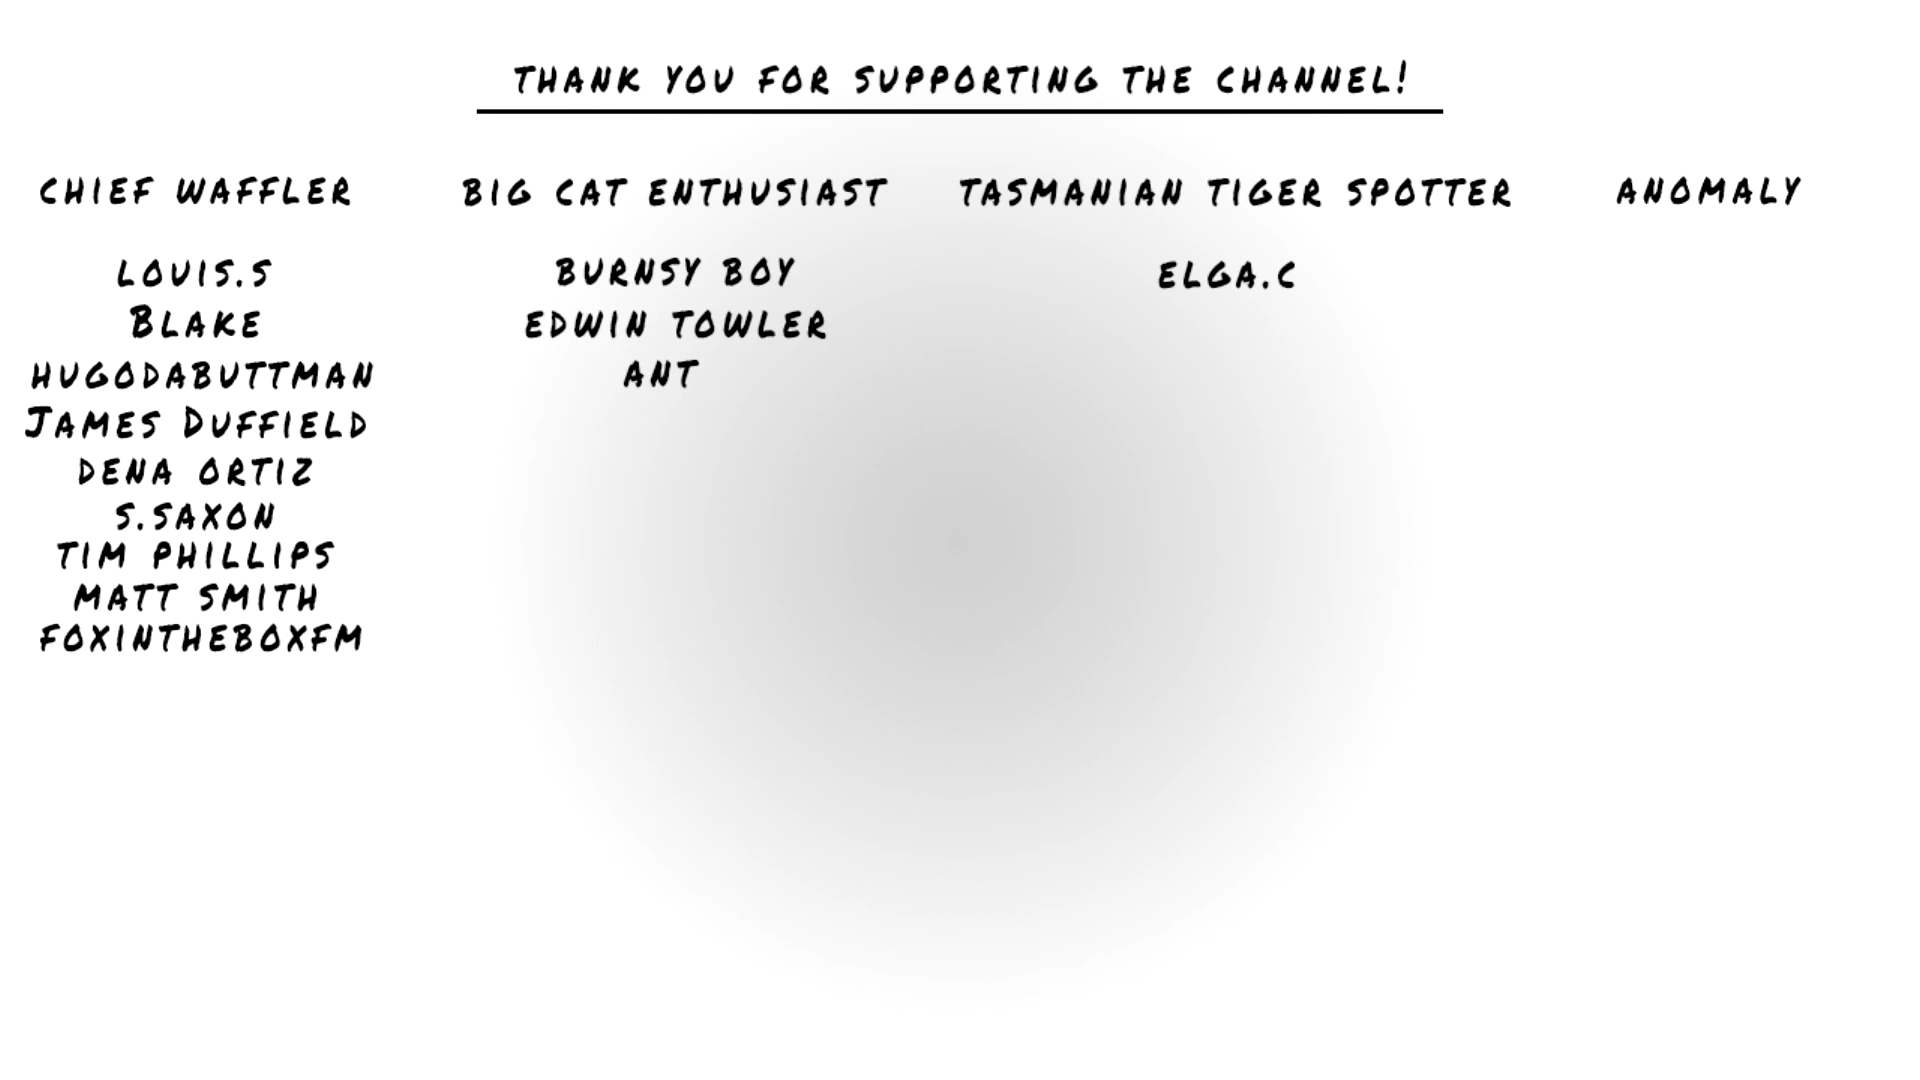 THANK YOU FOR SUPPORTING THE CHANNEL!
CHIEF WAFFLER
LOUIS.S
BLAKE
HUGODABUTTMAN
JAMES DUFFIELD
DENA ORTIZ
S.SAXON
TIM PHILLIPS
MATT SMITH
FOXINTHEBOXFM
BIG CAT ENTHUSIAST
BURNSY BOY
EDWIN TOWLER
ANT
TASMANIAN TIGER SPOTTER
ELGA.C
ANOMALY